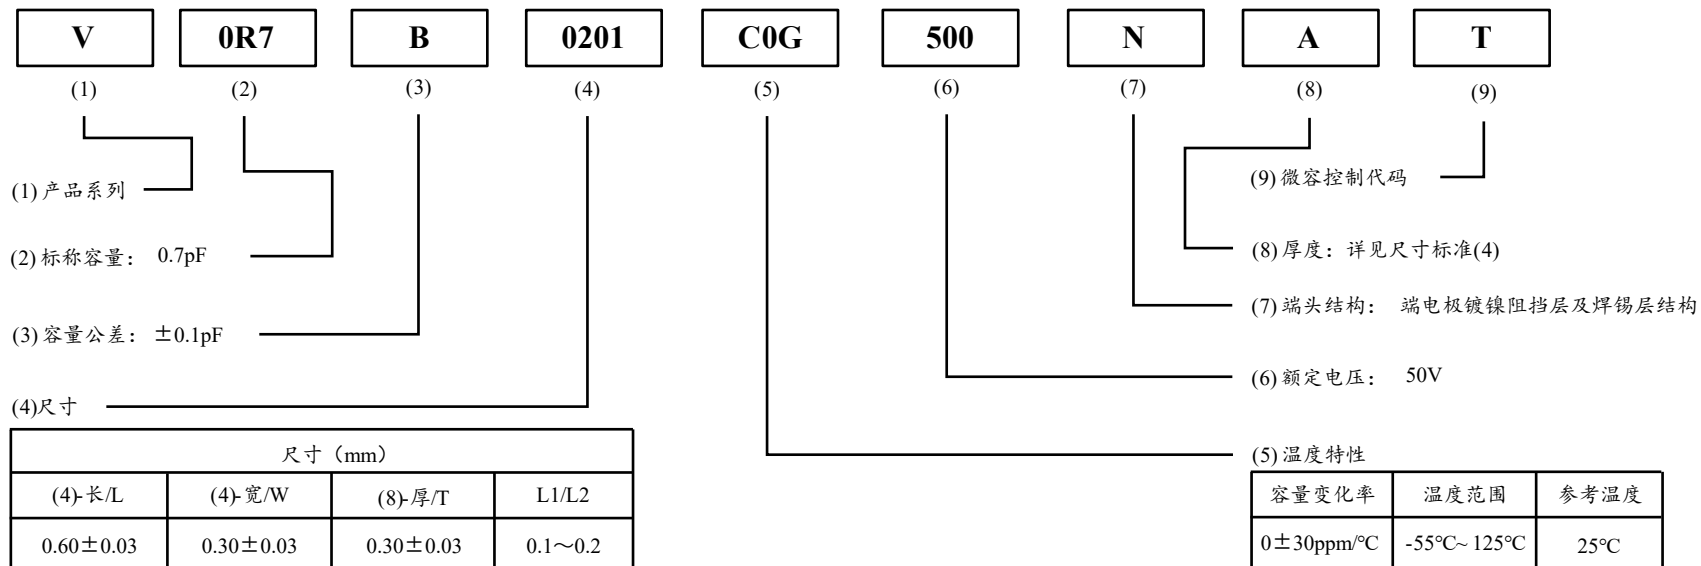 V 0R7 B 0201 C0G 500 N A T
(1) (2) (3) (4) (5) (6) (7) (8) (9)
(1)产品系列
(9)微容控制代码
(2)标称容量： 0.7pF
(8)厚度：详见尺寸标准(4)
(7)端头结构： 端电极镀镍阻挡层及焊锡层结构
(3)容量公差： ±0.1pF
(6)额定电压： 50V
(4)尺寸
(5)温度特性
尺寸（mm）
(4)-长/L (4)-宽/W (8)-厚/T L1/L2
0.60±0.03 0.30±0.03 0.30±0.03 0.1～0.2
容量变化率 温度范围 参考温度
0±30ppm/℃ -55℃~125℃ 25℃